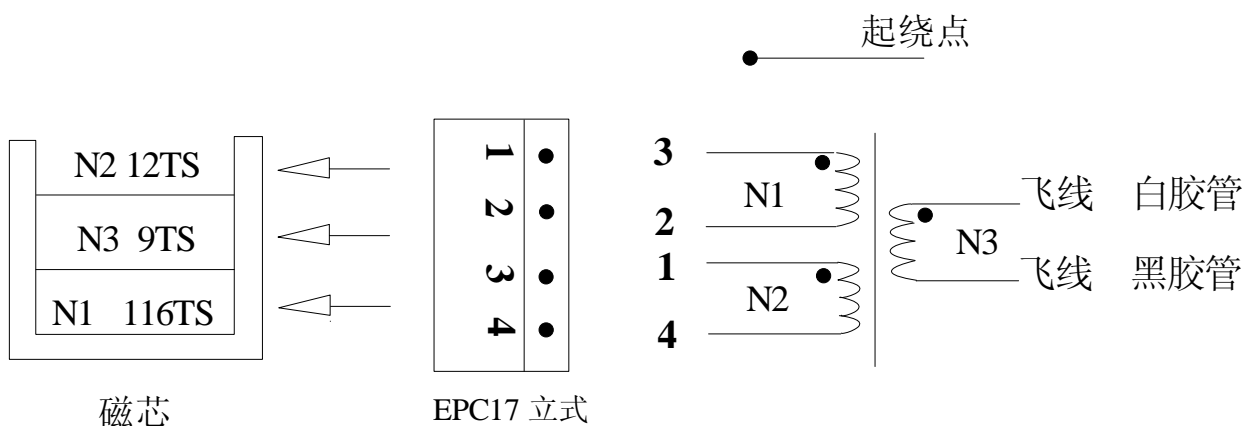 起绕点
N2 12TS
N3 9TS
N1 116TS
磁芯
1
2
3
4
EPC17 立式
3
N1
2
1
N2
4
N3
飞线 白胶管
飞线 黑胶管